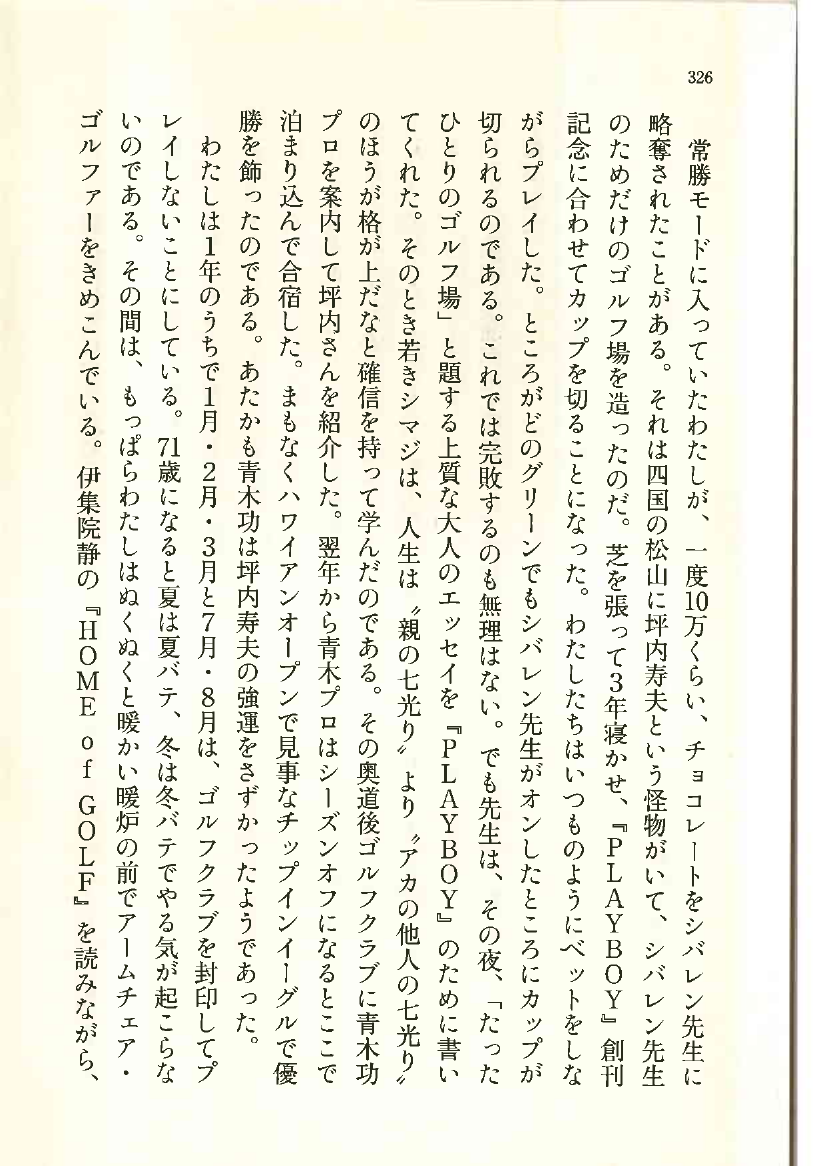 326
常勝モードに入っていたわたしが、一度10万くらい、チョコレートをシバレン先生に
略奪されたことがある。それは四国の松山に坪内寿夫という怪物がいて、シバレン先生
のためだけのゴルフ場を造ったのだ。芝を張って3年寝かせ、『PLAYBOY』創刊
記念に合わせてカップを切ることになった。わたしたちはいつものようにベットをしな
がらプレイした。ところがどのグリーンでもシバレン先生がオンしたところにカップが
切られるのである。これでは完敗するのも無理はない。でも先生は、その夜、「たった
ひとりのゴルフ場」と題する上質な大人のエッセイを『PLAYBOY』のために書い
てくれた。そのとき若きシマジは、人生は〝親の七光り〟より〝アカの他人の七光り〟
のほうが格が上だなと確信を持って学んだのである。その奥道後ゴルフクラブに青木功
プロを案内して坪内さんを紹介した。翌年から青木プロはシーズンオフになるとここで
泊まり込んで合宿した。まもなくハワイアンオープンで見事なチップインイーグルで優
勝を飾ったのである。あたかも青木功は坪内寿夫の強運をさずかったようであった。
わたしは1年のうちで1月・2月・3月と7月・8月は、ゴルフクラブを封印してプ
レイしないことにしている。71歳になると夏は夏バテ、冬は冬バテでやる気が起こらな
いのである。その間は、もっぱらわたしはぬくぬくと暖かい暖炉の前でアームチェア・
ゴルファーをきめこんでいる。伊集院静の『HOME of GOLF』を読みながら、